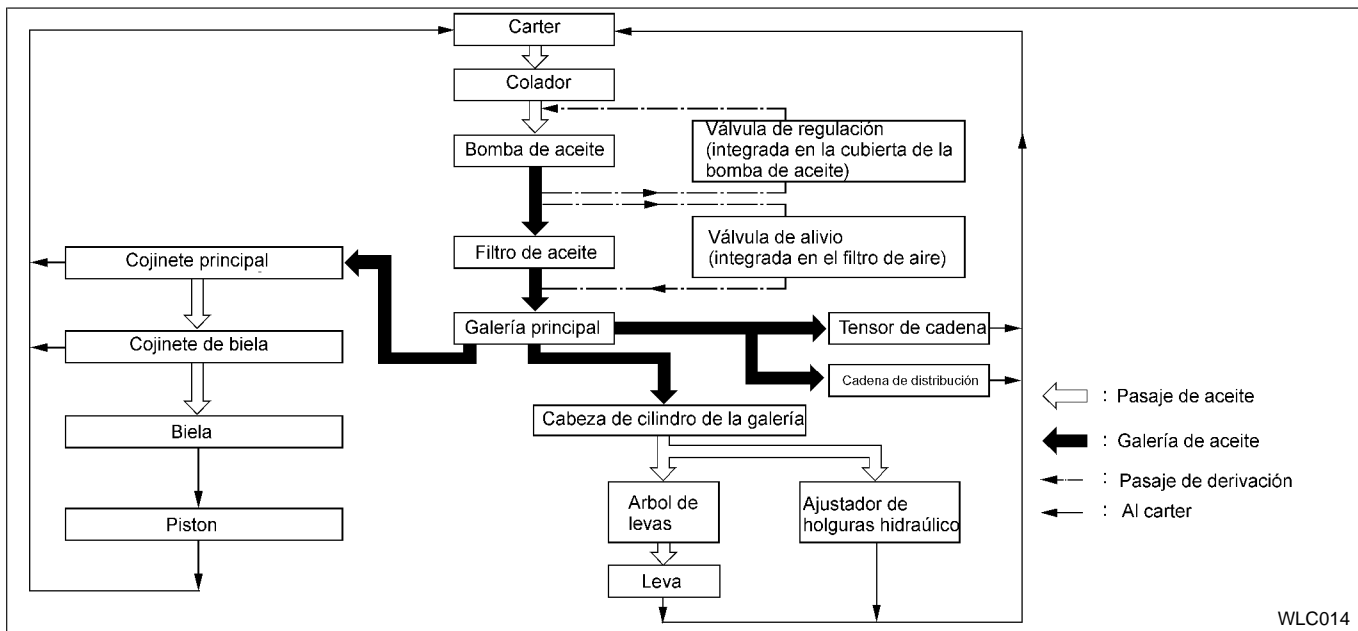 Carter
Colador
Válvula de regulación
(integrada en la cubierta de la
bomba de aceite)
Bomba de aceite
Válvula de alivio
(integrada en el filtro de aire)
Filtro de aceite
Cojinete principal
Galería principal
Tensor de cadena
Cojinete de biela
Cadena de distribución
: Pasaje de aceite
Cabeza de cilindro de la galería
Biela
: Galería de aceite
: Pasaje de derivación
Arbol de
levas
Ajustador de
holguras hidraúlico
: Al carter
Piston
Leva
WLC014